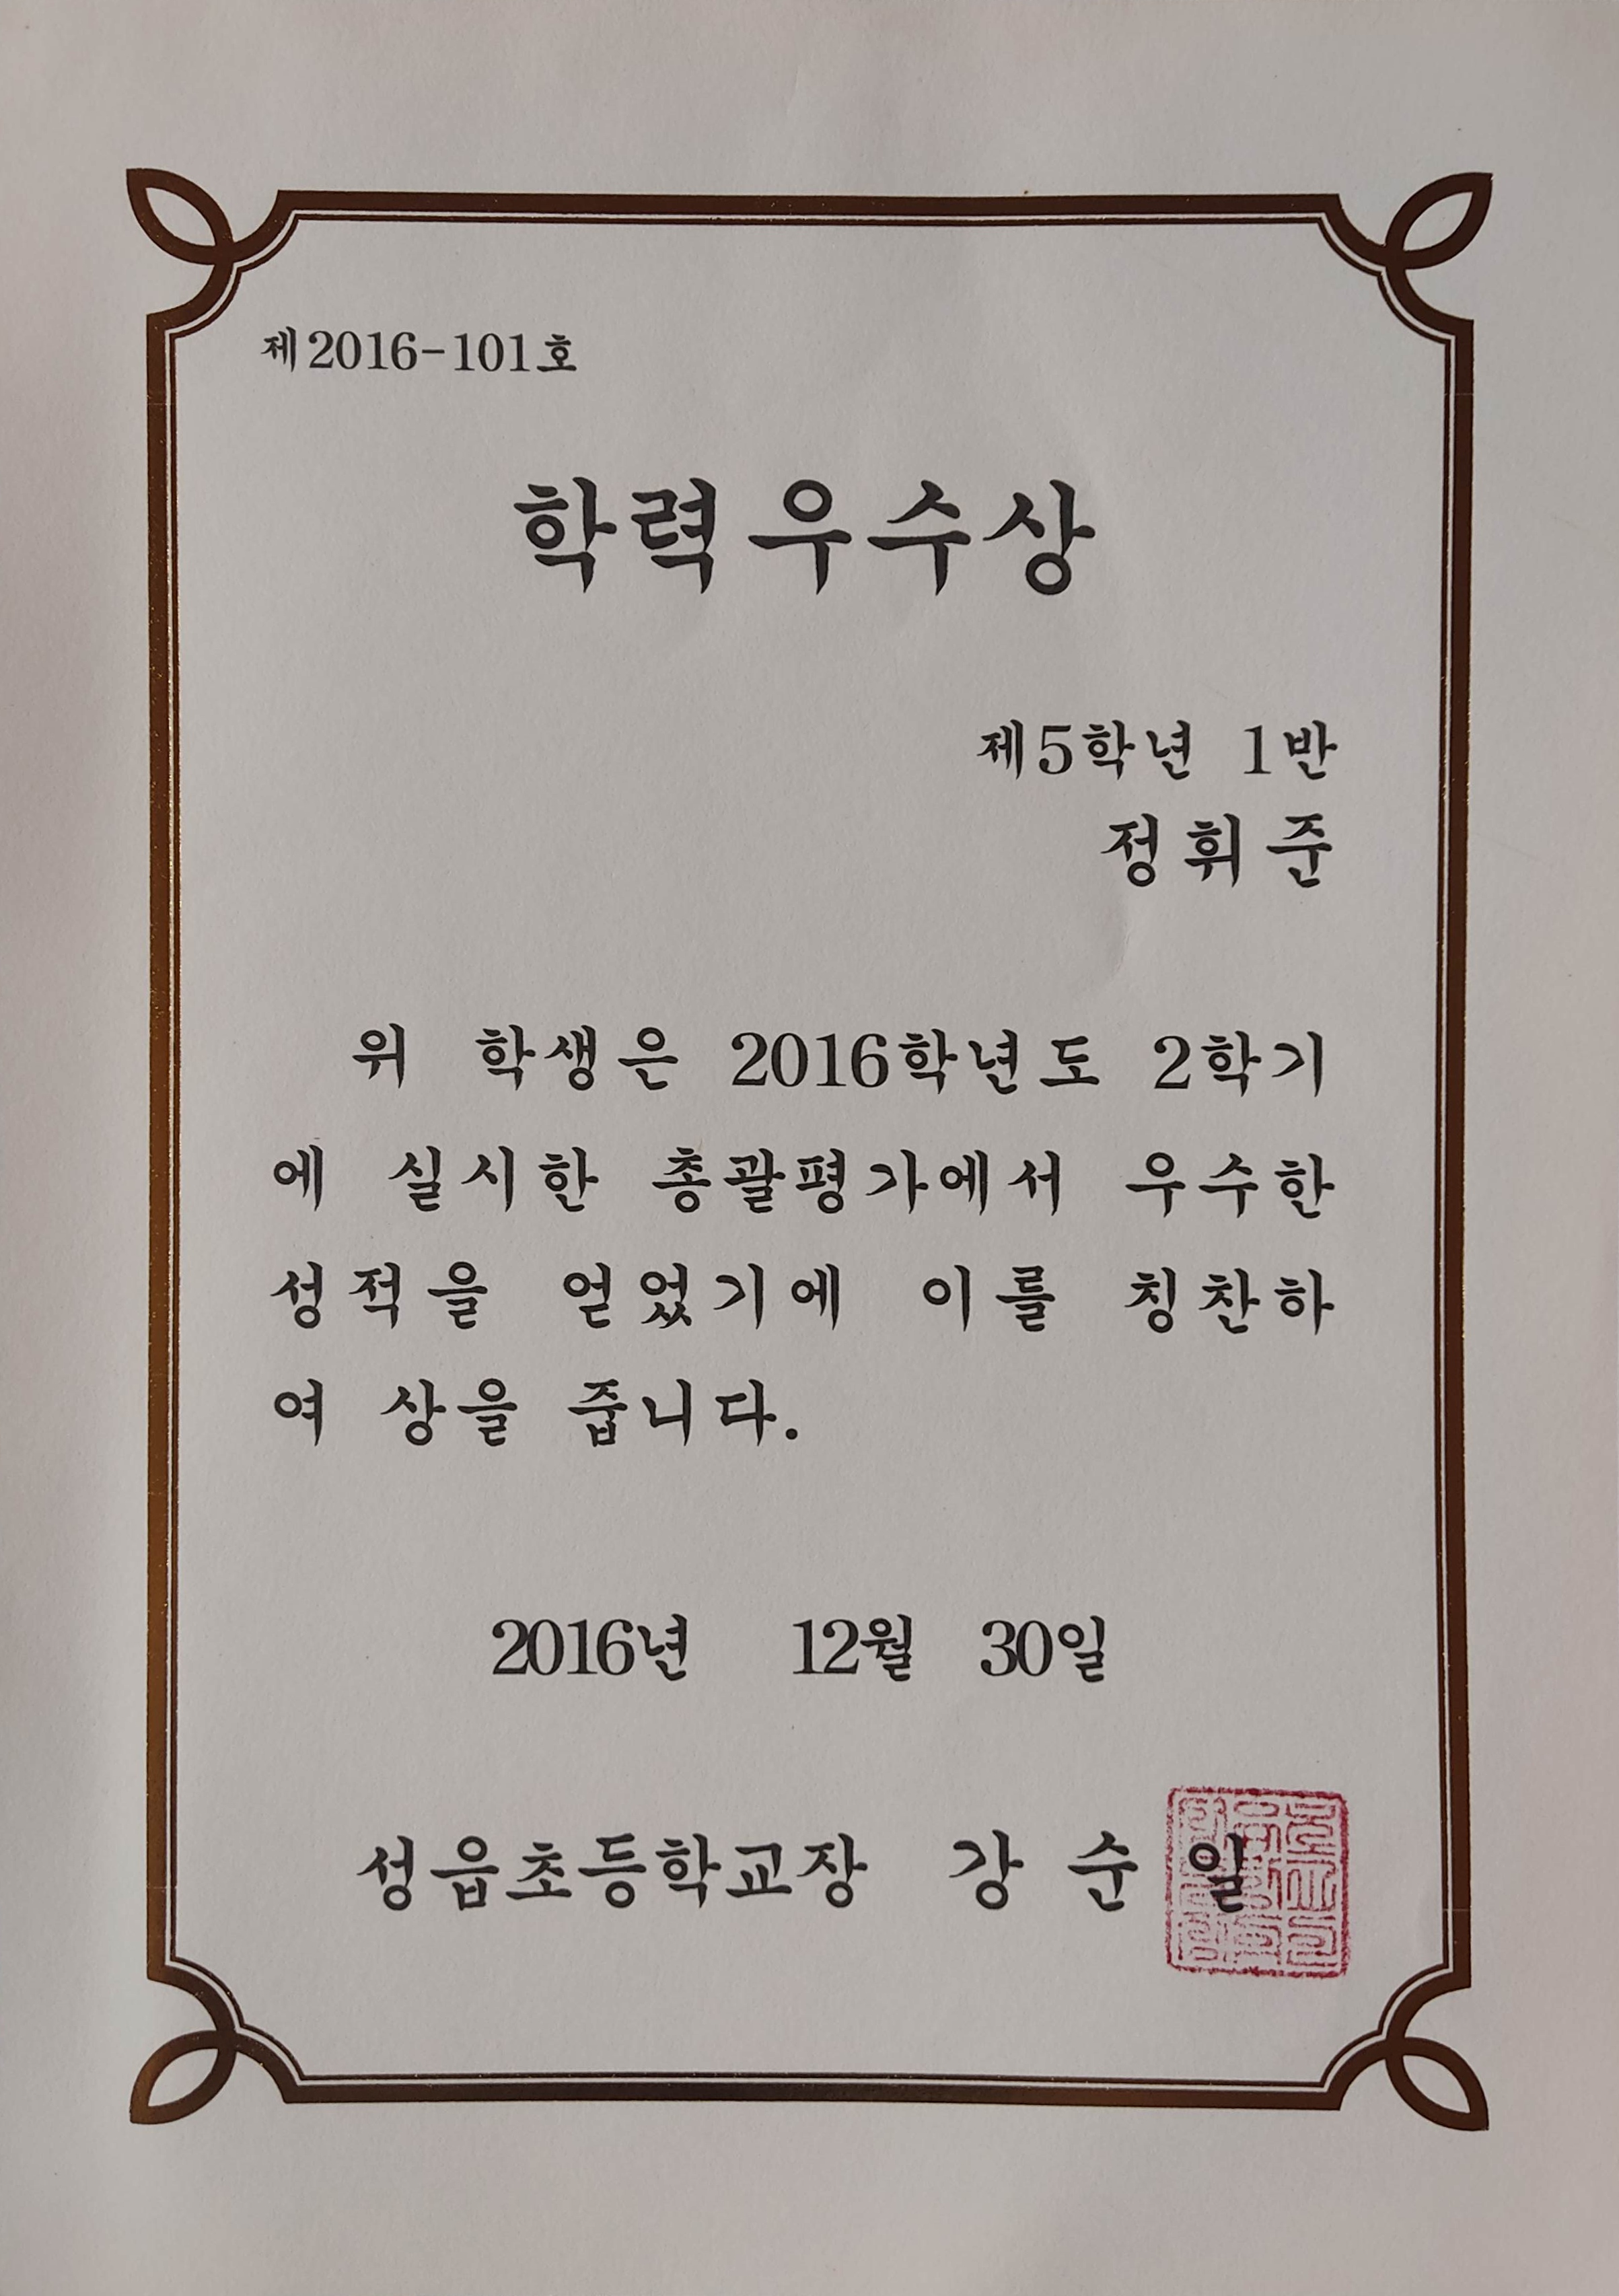 제2016-101호
학력우수상
제5학년 1반
정휘준
위 학생은 2016학년도 2학기
에 실시한 총괄평가에서 우수한
성적을 얻었기에 이를 칭찬하
여 상을 줍니다.
2016년 12월 30일
성읍초등학교장 강순일